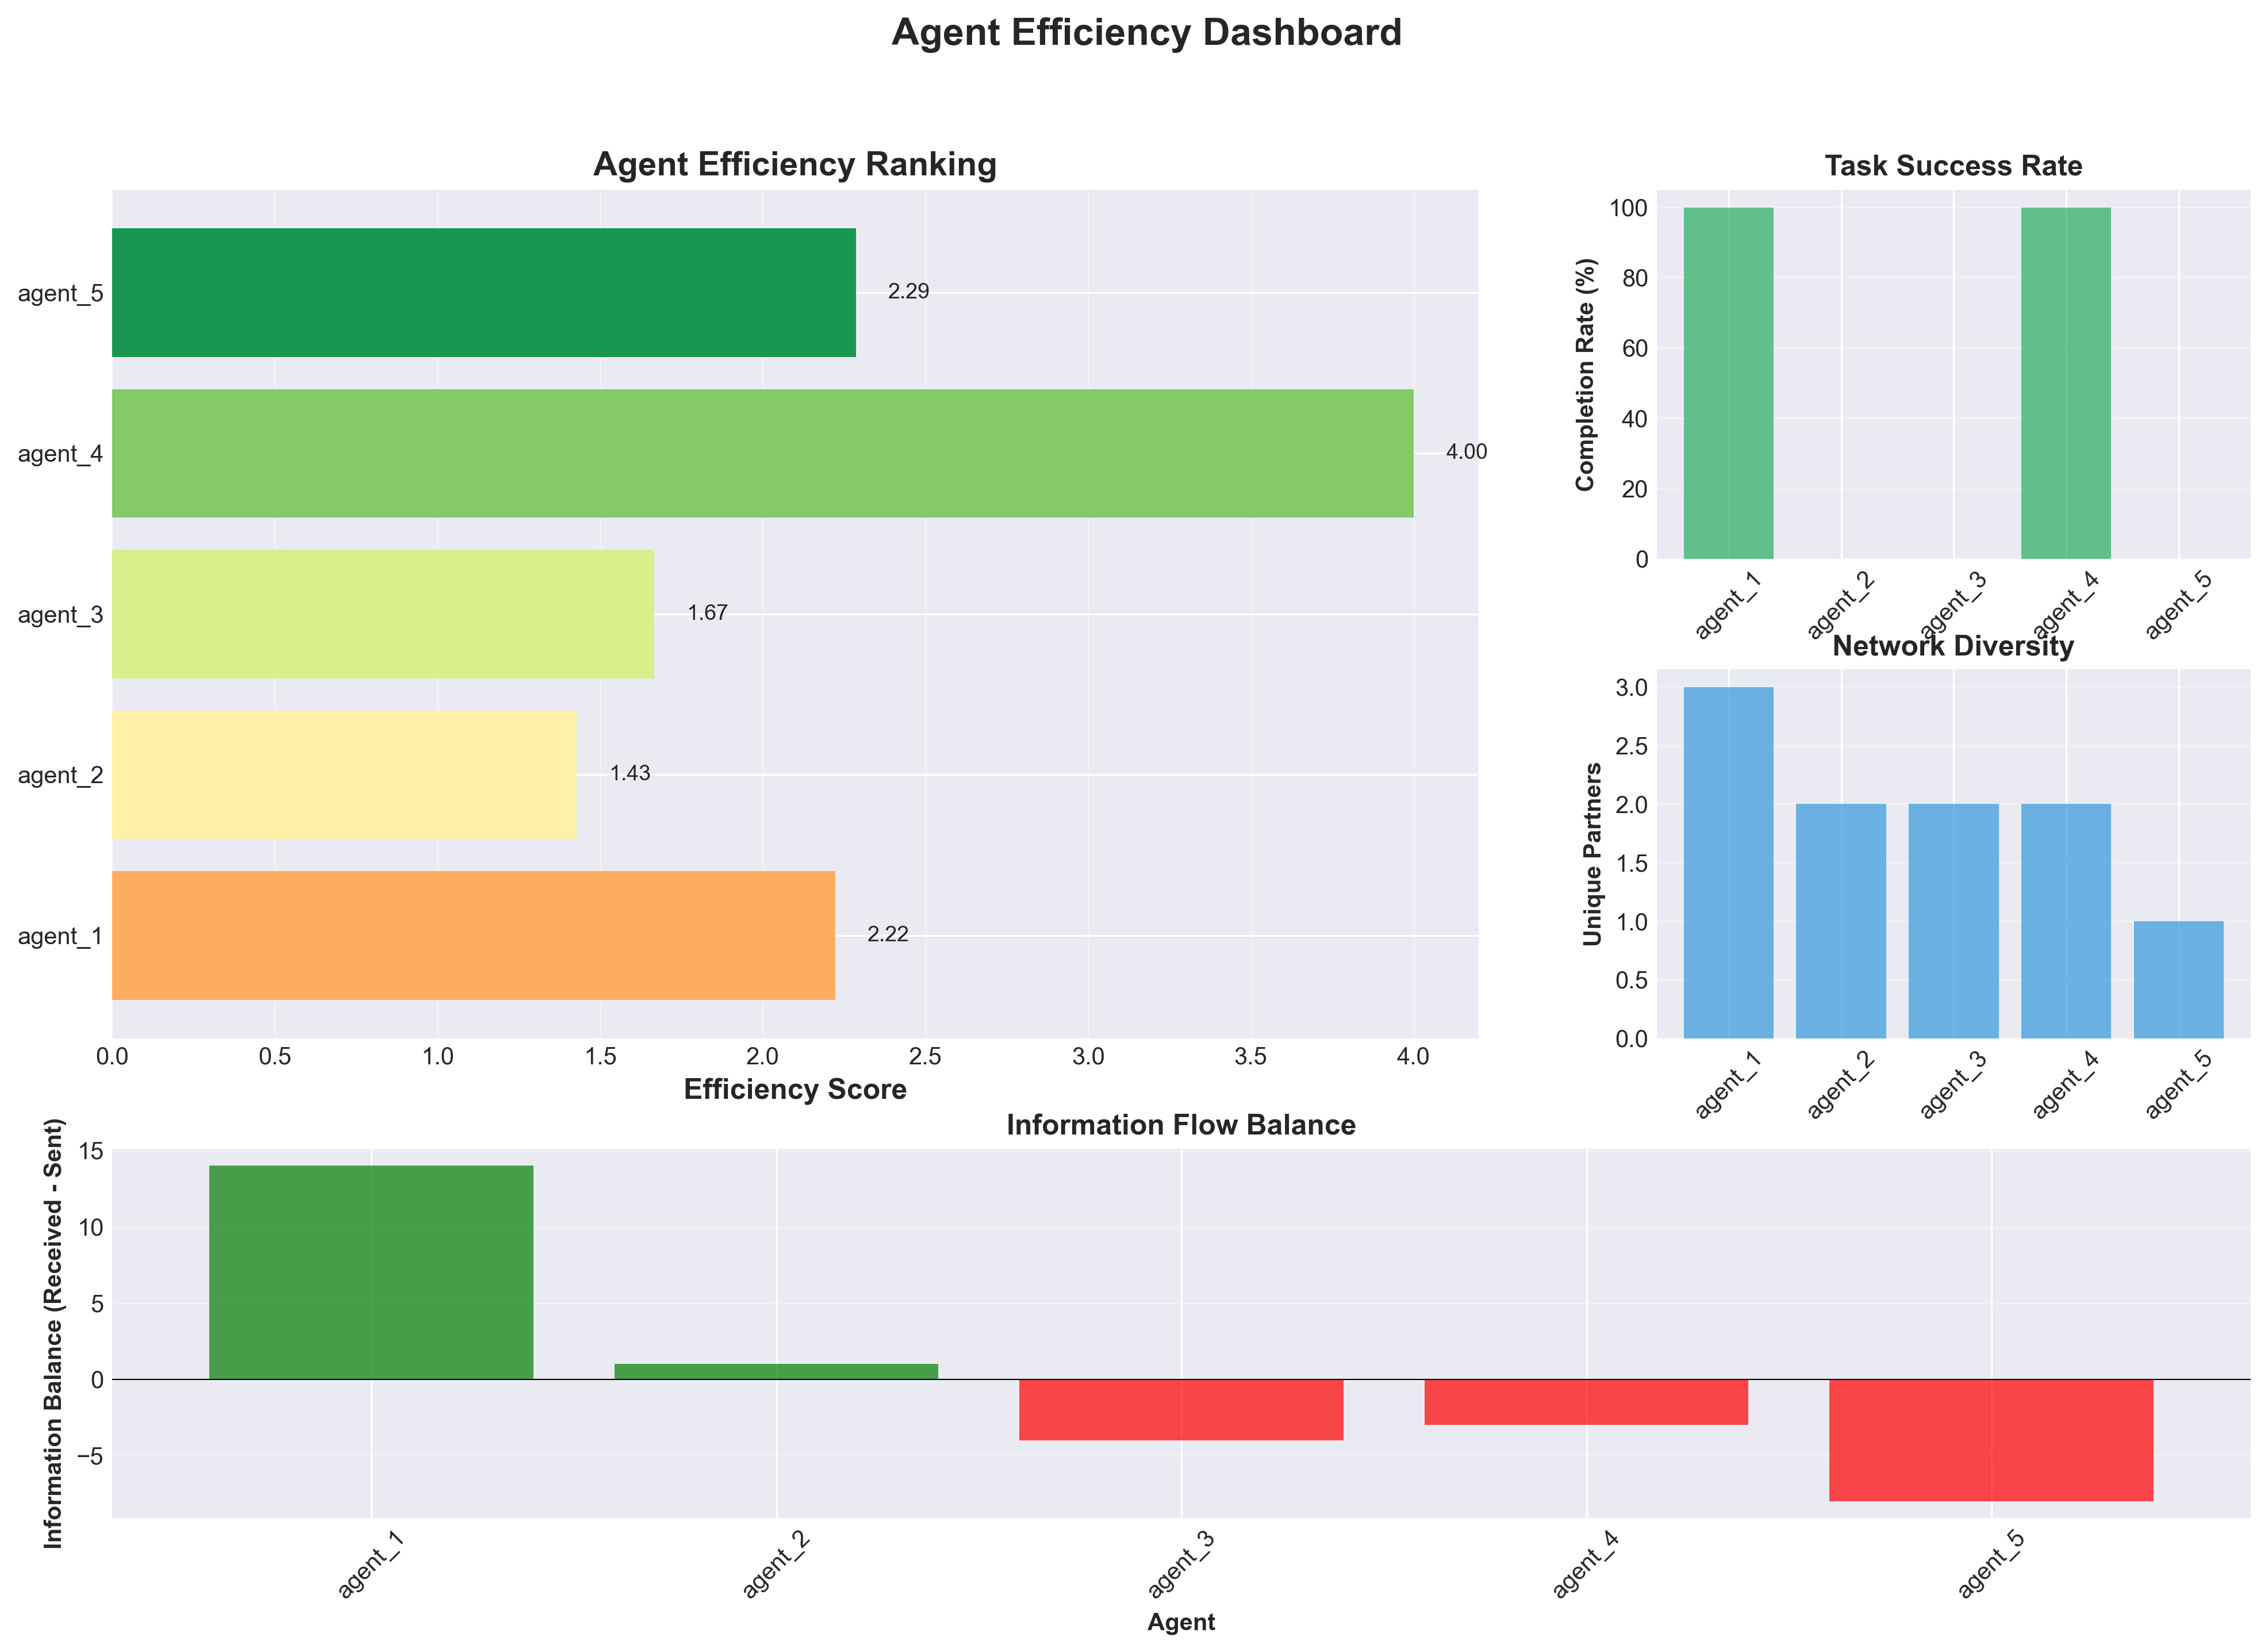 Agent Efficiency Dashboard
Agent Efficiency Ranking
agent_5
2.29
agent_4
4.00
agent_3
1.67
agent_2
1.43
agent_1
2.22
0.0 0.5 1.0 1.5 2.0 2.5 3.0 3.5 4.0
Efficiency Score
Task Success Rate
Completion Rate (%)
100
80
60
40
20
0
agent_1 agent_2 agent_3 agent_4 agent_5
Network Diversity
Unique Partners
3.0
2.5
2.0
1.5
1.0
0.5
0.0
agent_1 agent_2 agent_3 agent_4 agent_5
Information Flow Balance
Information Balance (Received - Sent)
15
10
5
0
−5
agent_1 agent_2 agent_3 agent_4 agent_5
Agent